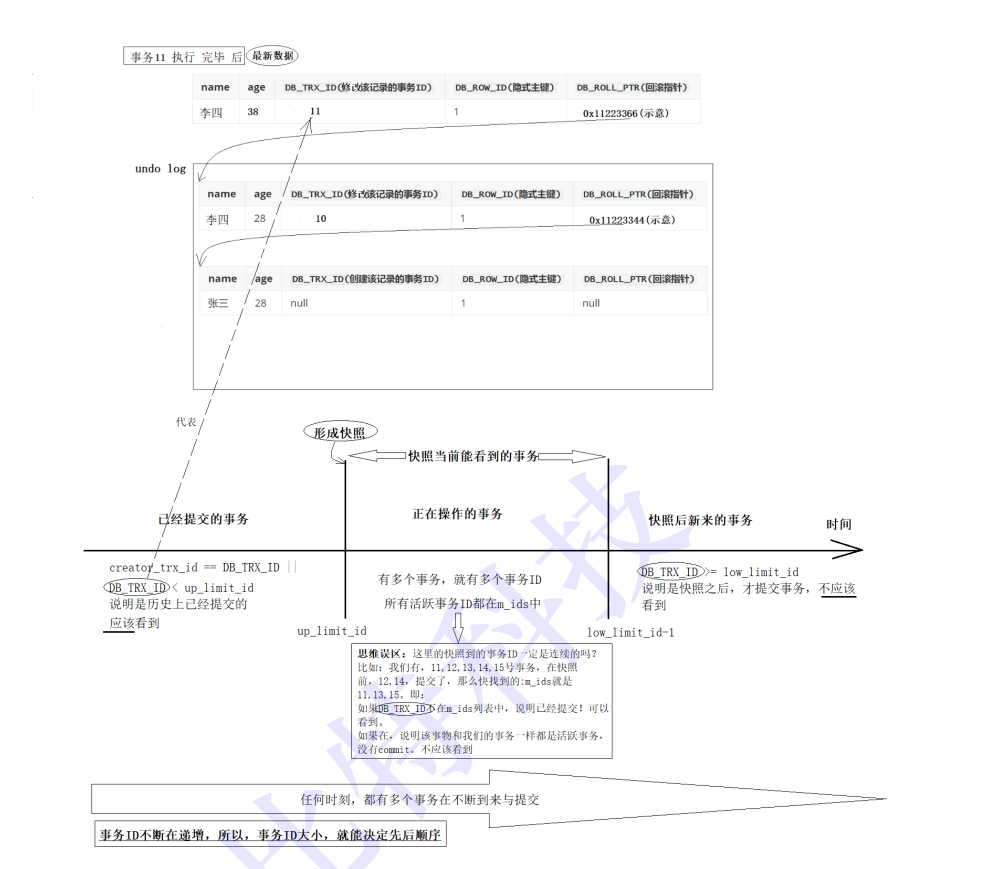 事务11 执行 完毕 后 最新数据
name age DB_TRX_ID(修改该记录的事务ID) DB_ROW_ID(隐式主键) DB_ROLL_PTR(回滚指针)
李四 38 11 1 0x11223366(示意)
undo log
name age DB_TRX_ID(修改该记录的事务ID) DB_ROW_ID(隐式主键) DB_ROLL_PTR(回滚指针)
李四 28 10 1 0x11223344(示意)
name age DB_TRX_ID(创建该记录的事务ID) DB_ROW_ID(隐式主键) DB_ROLL_PTR(回滚指针)
张三 28 null 1 null
代表
形成快照
快照当前能看到的事务
已经提交的事务
正在操作的事务
快照后新来的事务
时间
creator_trx_id == DB_TRX_ID ||
DB_TRX_ID < up_limit_id
说明是历史上已经提交的
应该看到
有多个事务，就有多个事务ID
所有活跃事务ID都在m_ids中
DB_TRX_ID >= low_limit_id
说明是快照之后，才提交事务，不应该
看到
up_limit_id
low_limit_id-1
思维误区：这里的快照到的事务ID一定是连续的吗？
比如：我们有，11,12,13,14,15号事务，在快照
前，12,14，提交了，那么快找到的:m_ids就是
11,13,15。即：
如果DB_TRX_ID不在m_ids列表中，说明已经提交！可以
看到。
如果在，说明该事物和我们的事务一样都是活跃事务，
没有commit。不应该看到
任何时刻，都有多个事务在不断到来与提交
事务ID不断在递增，所以，事务ID大小，就能决定先后顺序
比特科技